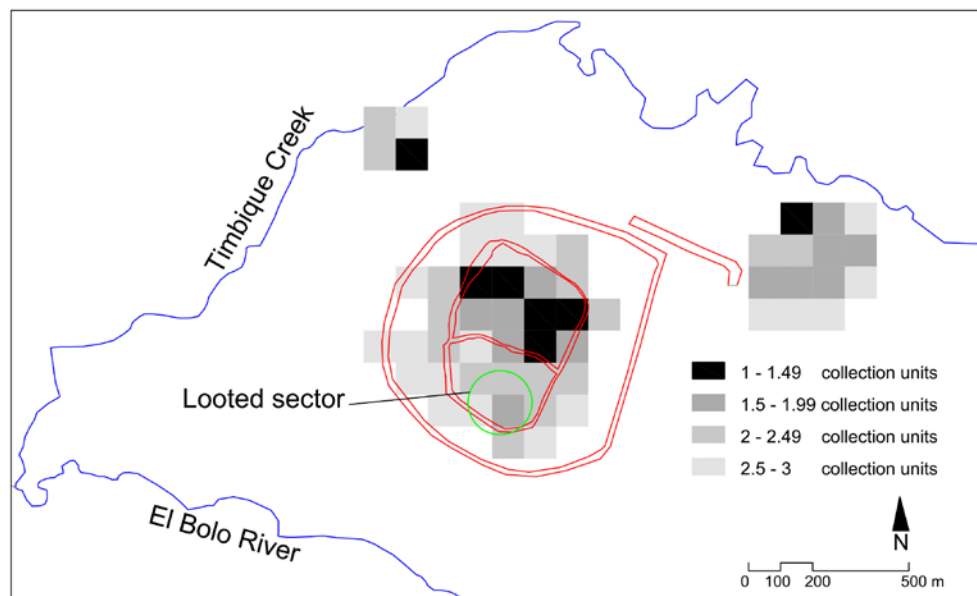 Timbique Creek
Looted sector
El Bolo River
1 - 1.49 collection units
1.5 - 1.99 collection units
2 - 2.49 collection units
2.5 - 3 collection units
N
0 100 200 500 m